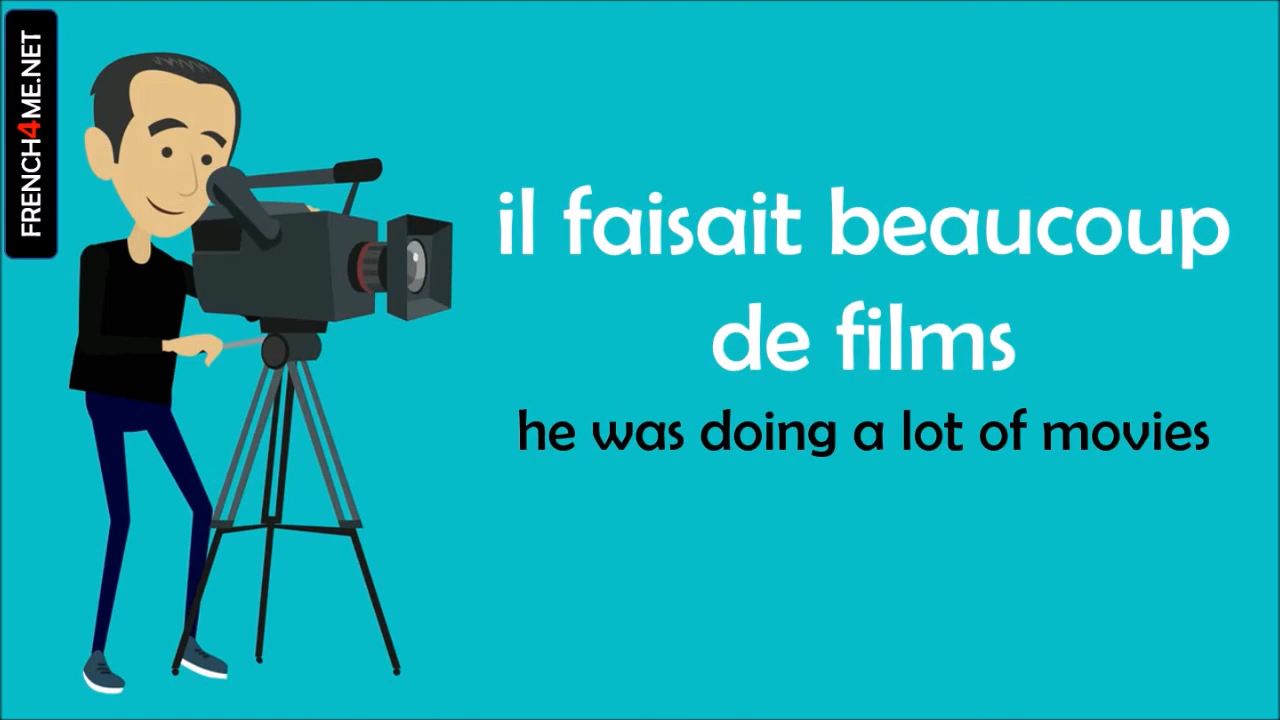 FRENCH4ME.NET
il faisait beaucoup
de films
he was doing a lot of movies